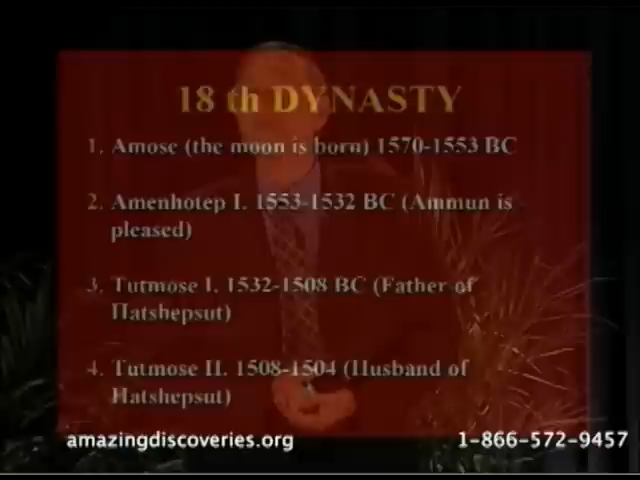 18 th DYNASTY
1. Amose (the moon is born) 1570-1553 BC
2. Amenhotep I. 1553-1532 BC (Ammun is
pleased)
3. Tutmose I. 1532-1508 BC (Father of
Hatshepsut)
4. Tutmose II. 1508-1504 (Husband of
Hatshepsut)
amazingdiscoveries.org
1-866-572-9457